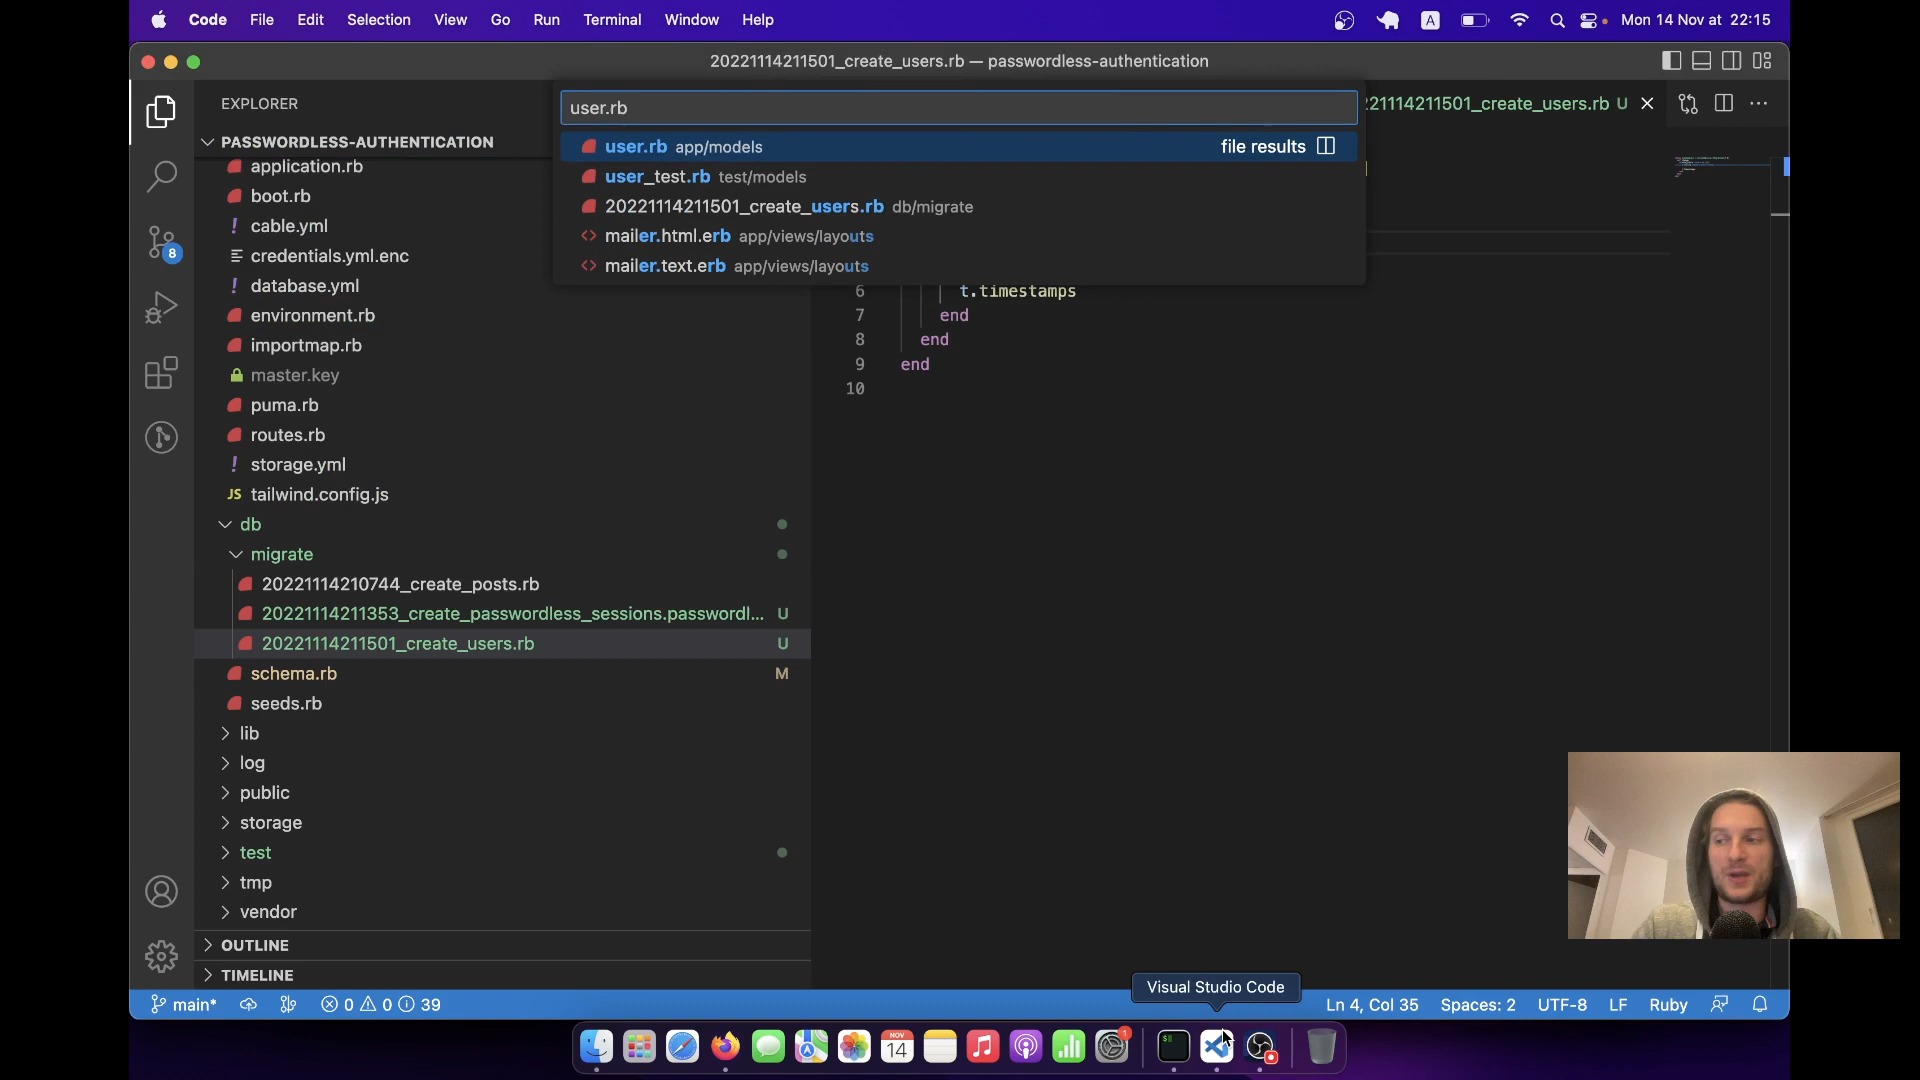 Code File Edit Selection View Go Run Terminal Window Help A Mon 14 Nov at 22:15
20221114211501_create_users.rb — passwordless-authentication
EXPLORER
user.rb
21114211501_create_users.rb U
PASSWORDLESS-AUTHENTICATION
user.rb app/models file results
user_test.rb test/models
20221114211501_create_users.rb db/migrate
mailer.html.erb app/views/layouts
mailer.text.erb app/views/layouts
application.rb
boot.rb
! cable.yml
credentials.yml.enc
! database.yml
environment.rb
importmap.rb
master.key
puma.rb
routes.rb
! storage.yml
JS tailwind.config.js
db
migrate
20221114210744_create_posts.rb
20221114211353_create_passwordless_sessions.passwordl... U
20221114211501_create_users.rb U
schema.rb M
seeds.rb
lib
log
public
storage
test
tmp
vendor
OUTLINE
TIMELINE
8
6 t.timestamps
7 end
8 end
9 end
10
Visual Studio Code
main* 0 0 39 Ln 4, Col 35 Spaces: 2 UTF-8 LF Ruby
NOV
14
1
$